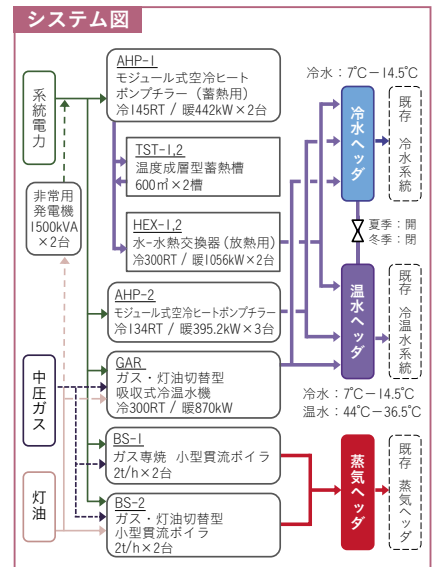 システム図
系統電力
非常用
発電機
1500kVA
×2台
中圧ガス
灯油
AHP-1
モジュール式空冷ヒート
ポンプチラー（蓄熱用）
冷145RT / 暖442kW×2台
TST-1,2
温度成層型蓄熱槽
600㎥×2槽
HEX-1,2
水-水熱交換器（放熱用）
冷300RT / 暖1056kW×2台
AHP-2
モジュール式空冷ヒートポンプチラー
冷134RT / 暖395.2kW×3台
GAR
ガス・灯油切替型
吸収式冷温水機
冷300RT / 暖870kW
BS-1
ガス専焼 小型貫流ボイラ
2t/h×2台
BS-2
ガス・灯油切替型
小型貫流ボイラ
2t/h×2台
冷水：7℃－14.5℃
冷水ヘッダ
既存 冷水系統
夏季：開
冬季：閉
温水ヘッダ
既存 冷温水系統
冷水：7℃－14.5℃
温水：44℃－36.5℃
蒸気ヘッダ
既存 蒸気ヘッダ